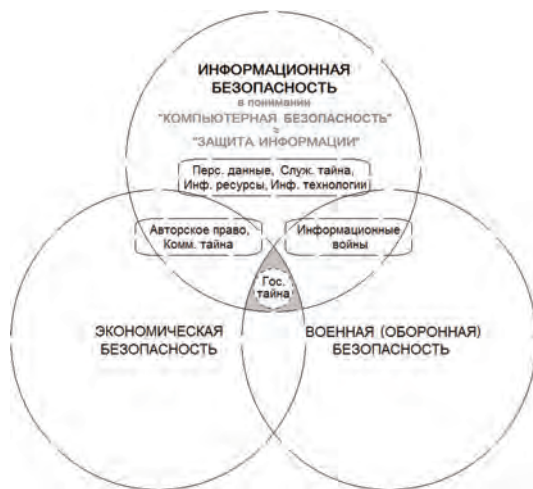 ИНФОРМАЦИОННАЯ
БЕЗОПАСНОСТЬ
в понимании
"КОМПЬЮТЕРНАЯ БЕЗОПАСНОСТЬ"
≈
"ЗАЩИТА ИНФОРМАЦИИ"
Перс. данные, Служ. тайна,
Инф. ресурсы, Инф. технологии
Авторское право,
Комм. тайна
Информационные
войны
Гос.
тайна
ЭКОНОМИЧЕСКАЯ
БЕЗОПАСНОСТЬ
ВОЕННАЯ (ОБОРОННАЯ)
БЕЗОПАСНОСТЬ